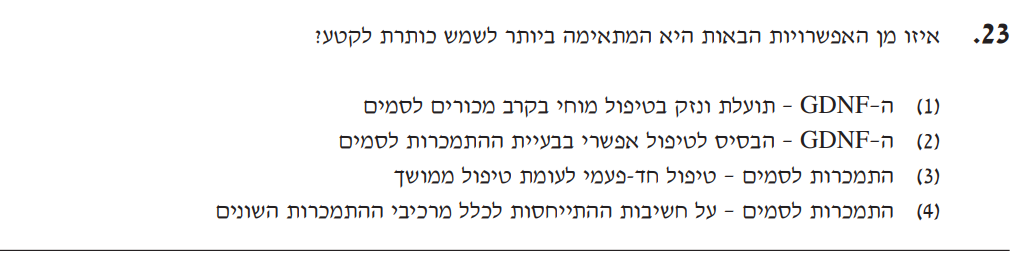 23. איזו מן האפשרויות הבאות היא המתאימה ביותר לשמש כותרת לקטע?
(1) ה-GDNF - תועלת ונזק בטיפול מוחי בקרב מכורים לסמים
(2) ה-GDNF - הבסיס לטיפול אפשרי בבעיית ההתמכרות לסמים
(3) התמכרות לסמים - טיפול חד-פעמי לעומת טיפול ממושך
(4) התמכרות לסמים - על חשיבות ההתייחסות לכלל מרכיבי ההתמכרות השונים